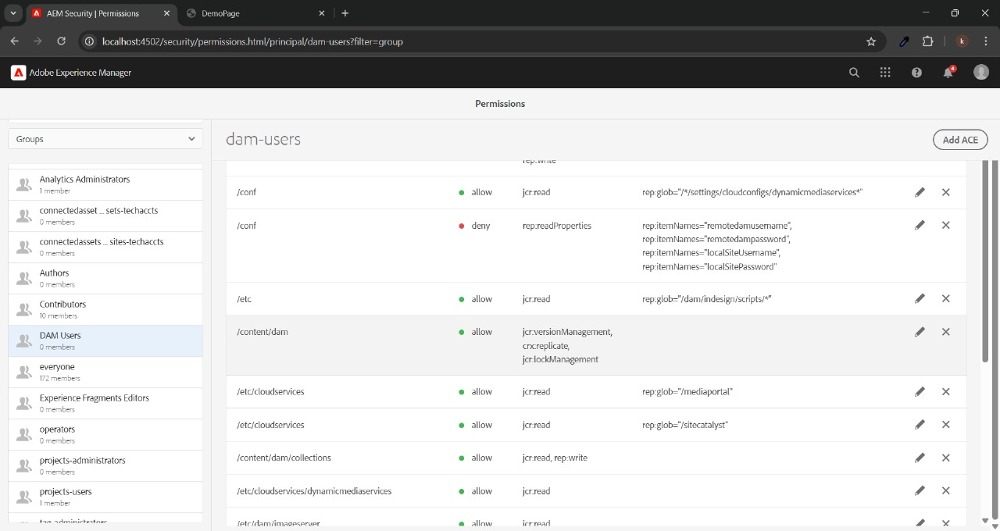 AEM Security | Permissions
DemoPage
localhost:4502/security/permissions.html/principal/dam-users?filter=group
k
Adobe Experience Manager
4
Permissions
Groups
Analytics Administrators
1 member
connectedasset ... sets-techaccts
0 members
connectedassets ... sites-techaccts
0 members
Authors
0 members
Contributors
10 members
DAM Users
0 members
everyone
172 members
Experience Fragments Editors
0 members
operators
0 members
projects-administrators
0 members
projects-users
1 member
tag-administrators
dam-users
Add ACE
rep:write
/conf allow jcr:read rep:glob="/*/settings/cloudconfigs/dynamicmediaservices*"
/conf deny rep:readProperties rep:itemNames="remotedamusername",
rep:itemNames="remotedampassword",
rep:itemNames="localSiteUsername",
rep:itemNames="localSitePassword"
/etc allow jcr:read rep:glob="/dam/indesign/scripts/*"
/content/dam allow jcr:versionManagement,
crx:replicate,
jcr:lockManagement
/etc/cloudservices allow jcr:read rep:glob="/mediaportal"
/etc/cloudservices allow jcr:read rep:glob="/sitecatalyst"
/content/dam/collections allow jcr:read, rep:write
/etc/cloudservices/dynamicmediaservices allow jcr:read
/etc/dam/imageserver allow jcr:read